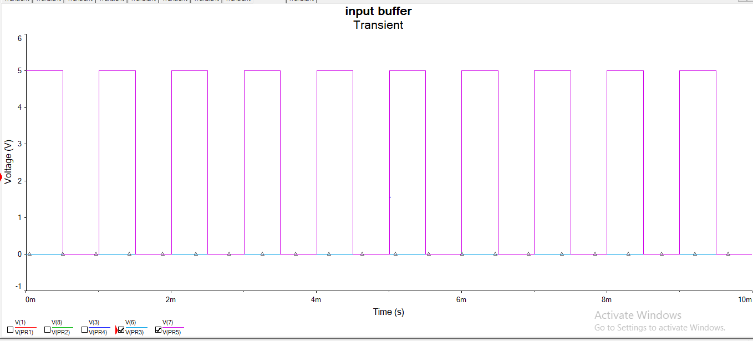 input buffer
Transient
6
5
4
3
2
1
0
-1
Voltage (V)
0m 2m 4m 6m 8m 10m
Time (s)
V(1) V(8) V(3) V(6) V(7)
V(PR1) V(PR2) V(PR4) V(PR3) V(PR5)
Activate Windows
Go to Settings to activate Windows.